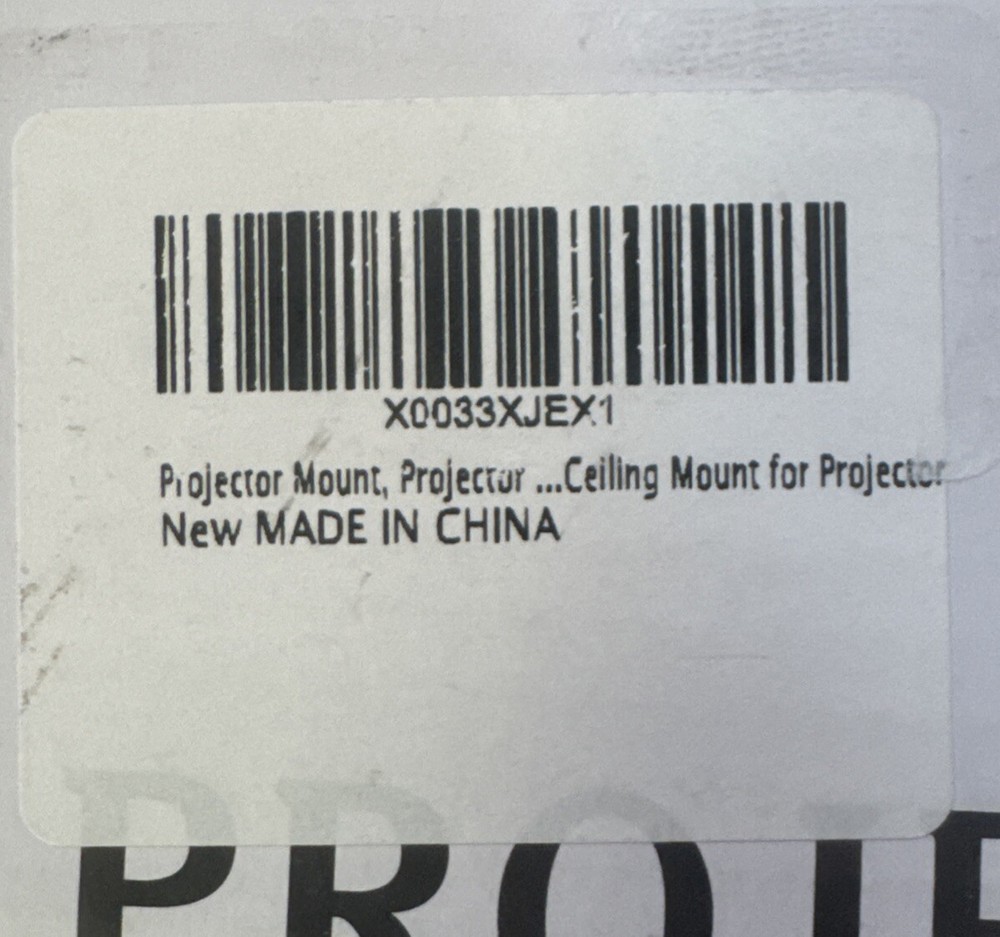 X0033XJEX1
Projector Mount, Projector ...Ceiling Mount for Projector
New MADE IN CHINA